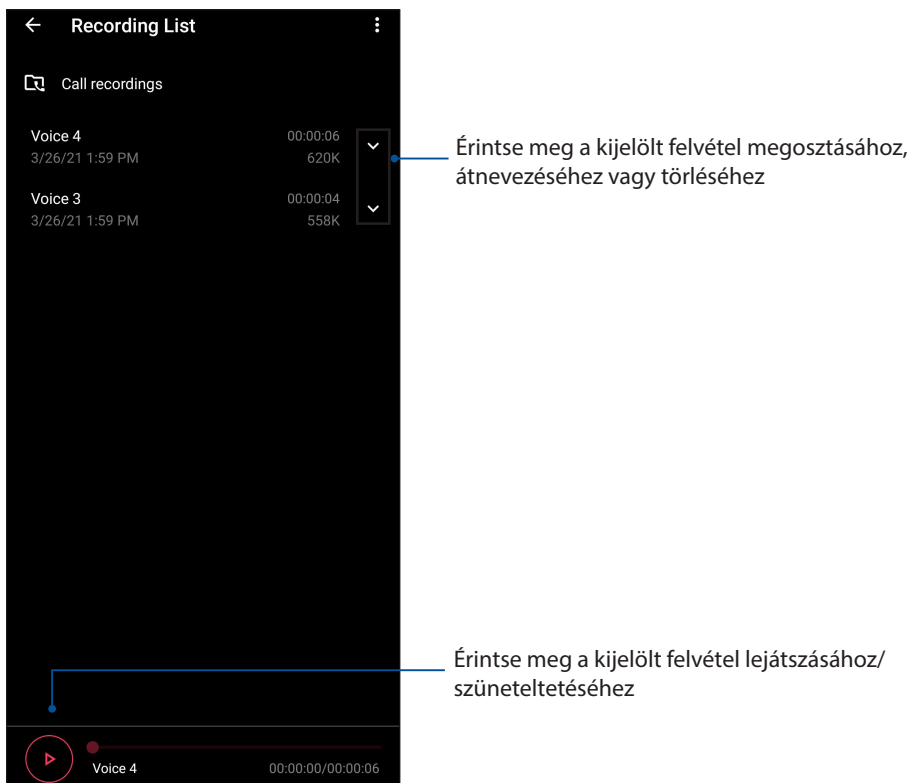 Recording List
Call recordings
Voice 4 00:00:06
3/26/21 1:59 PM 620K
Voice 3 00:00:04
3/26/21 1:59 PM 558K
Érintse meg a kijelölt felvétel megosztásához,
átnevezéséhez vagy törléséhez
Érintse meg a kijelölt felvétel lejátszásához/
szüneteltetéséhez
Voice 4 00:00:00/00:00:06